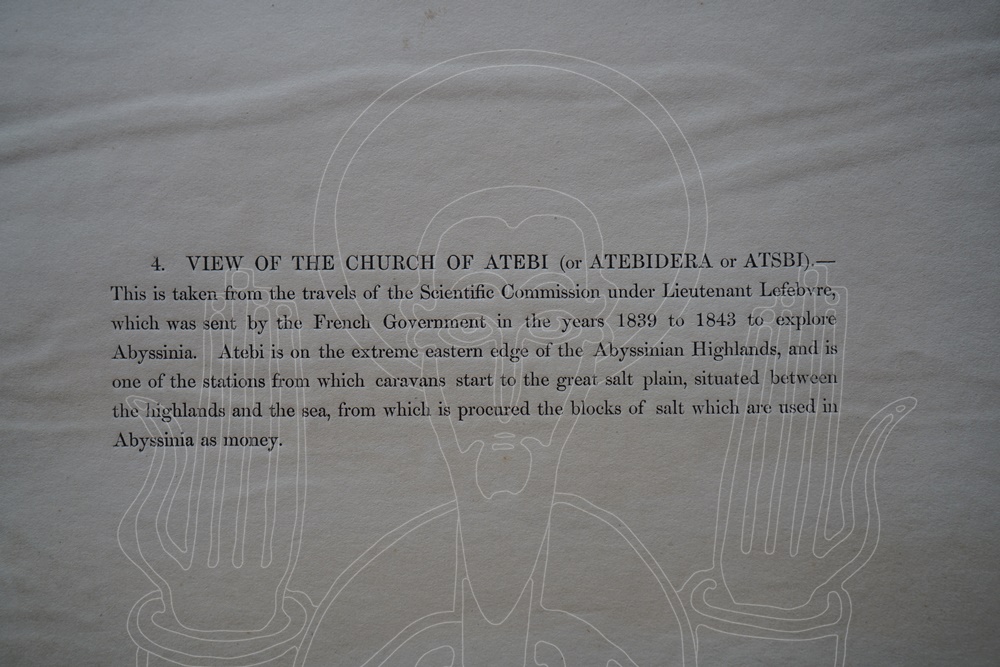 4. VIEW OF THE CHURCH OF ATEBI (or ATEBIDERA or ATSBI).—
This is taken from the travels of the Scientific Commission under Lieutenant Lefebvre,
which was sent by the French Government in the years 1839 to 1843 to explore
Abyssinia. Atebi is on the extreme eastern edge of the Abyssinian Highlands, and is
one of the stations from which caravans start to the great salt plain, situated between
the highlands and the sea, from which is procured the blocks of salt which are used in
Abyssinia as money.